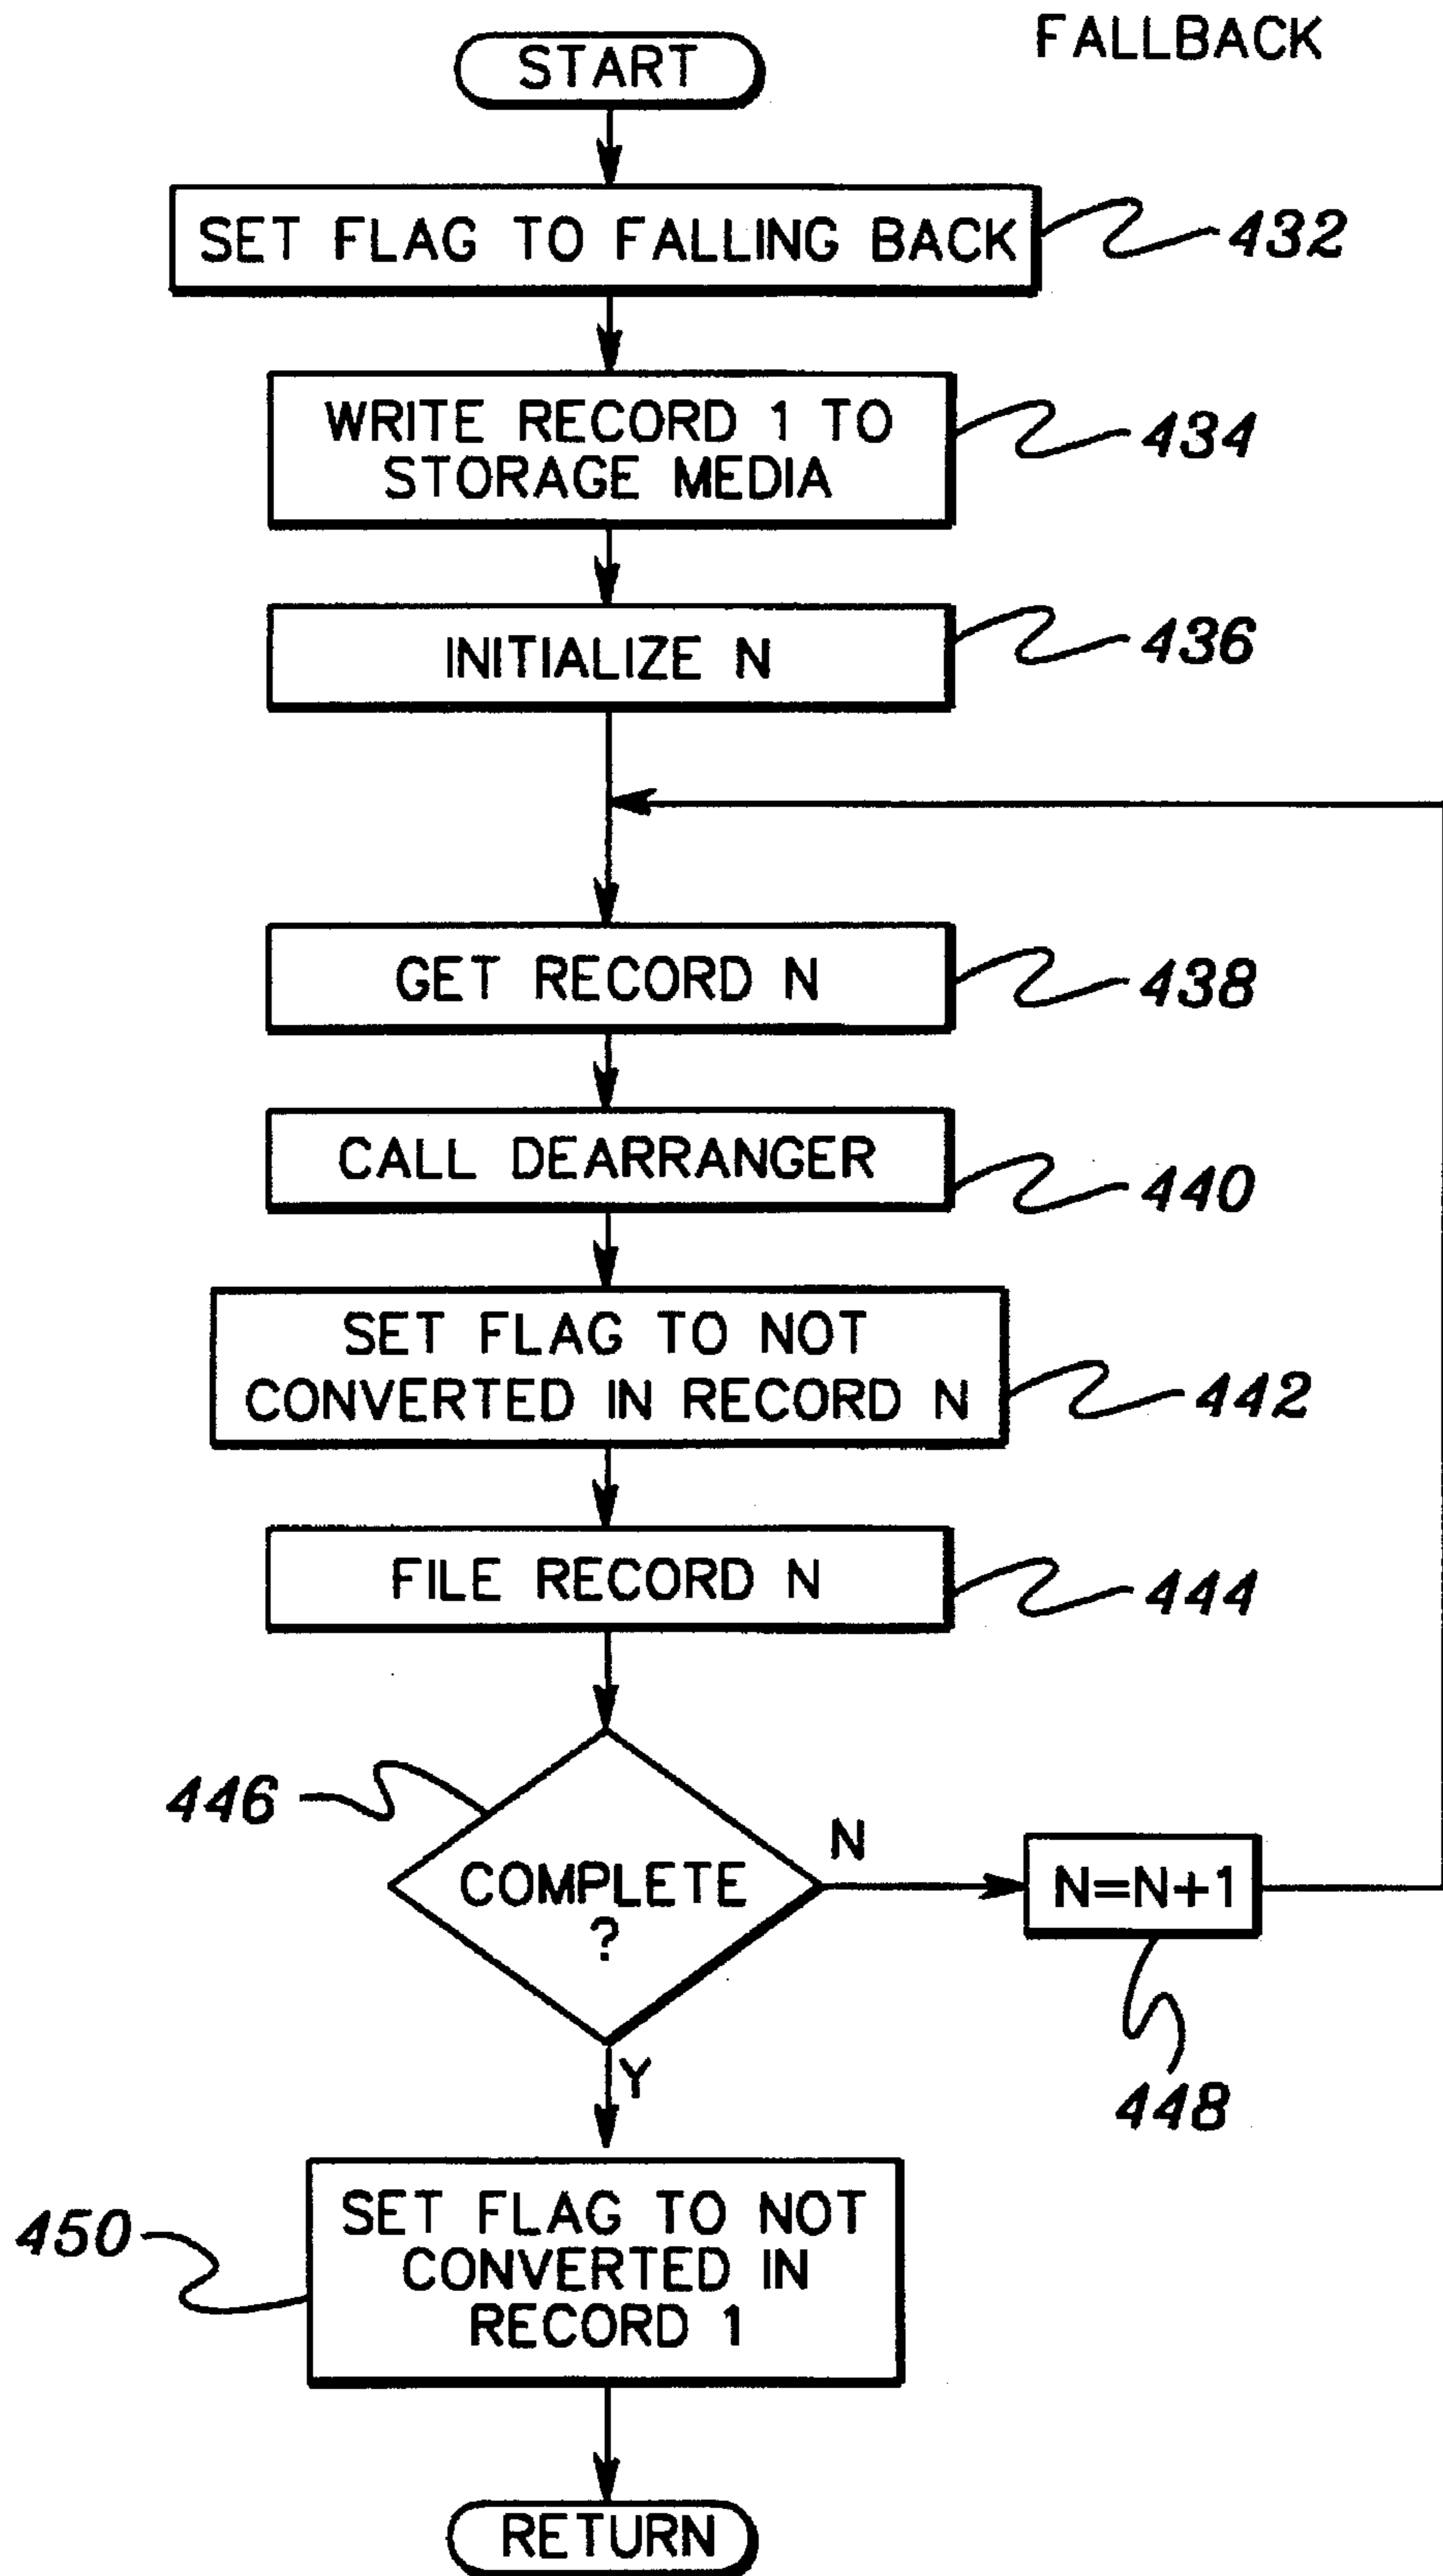 FALLBACK
START
SET FLAG TO FALLING BACK
432
WRITE RECORD 1 TO
STORAGE MEDIA
434
INITIALIZE N
436
GET RECORD N
438
CALL DEARRANGER
440
SET FLAG TO NOT
CONVERTED IN RECORD N
442
FILE RECORD N
444
446
COMPLETE
?
N
N=N+1
448
Y
450
SET FLAG TO NOT
CONVERTED IN
RECORD 1
RETURN